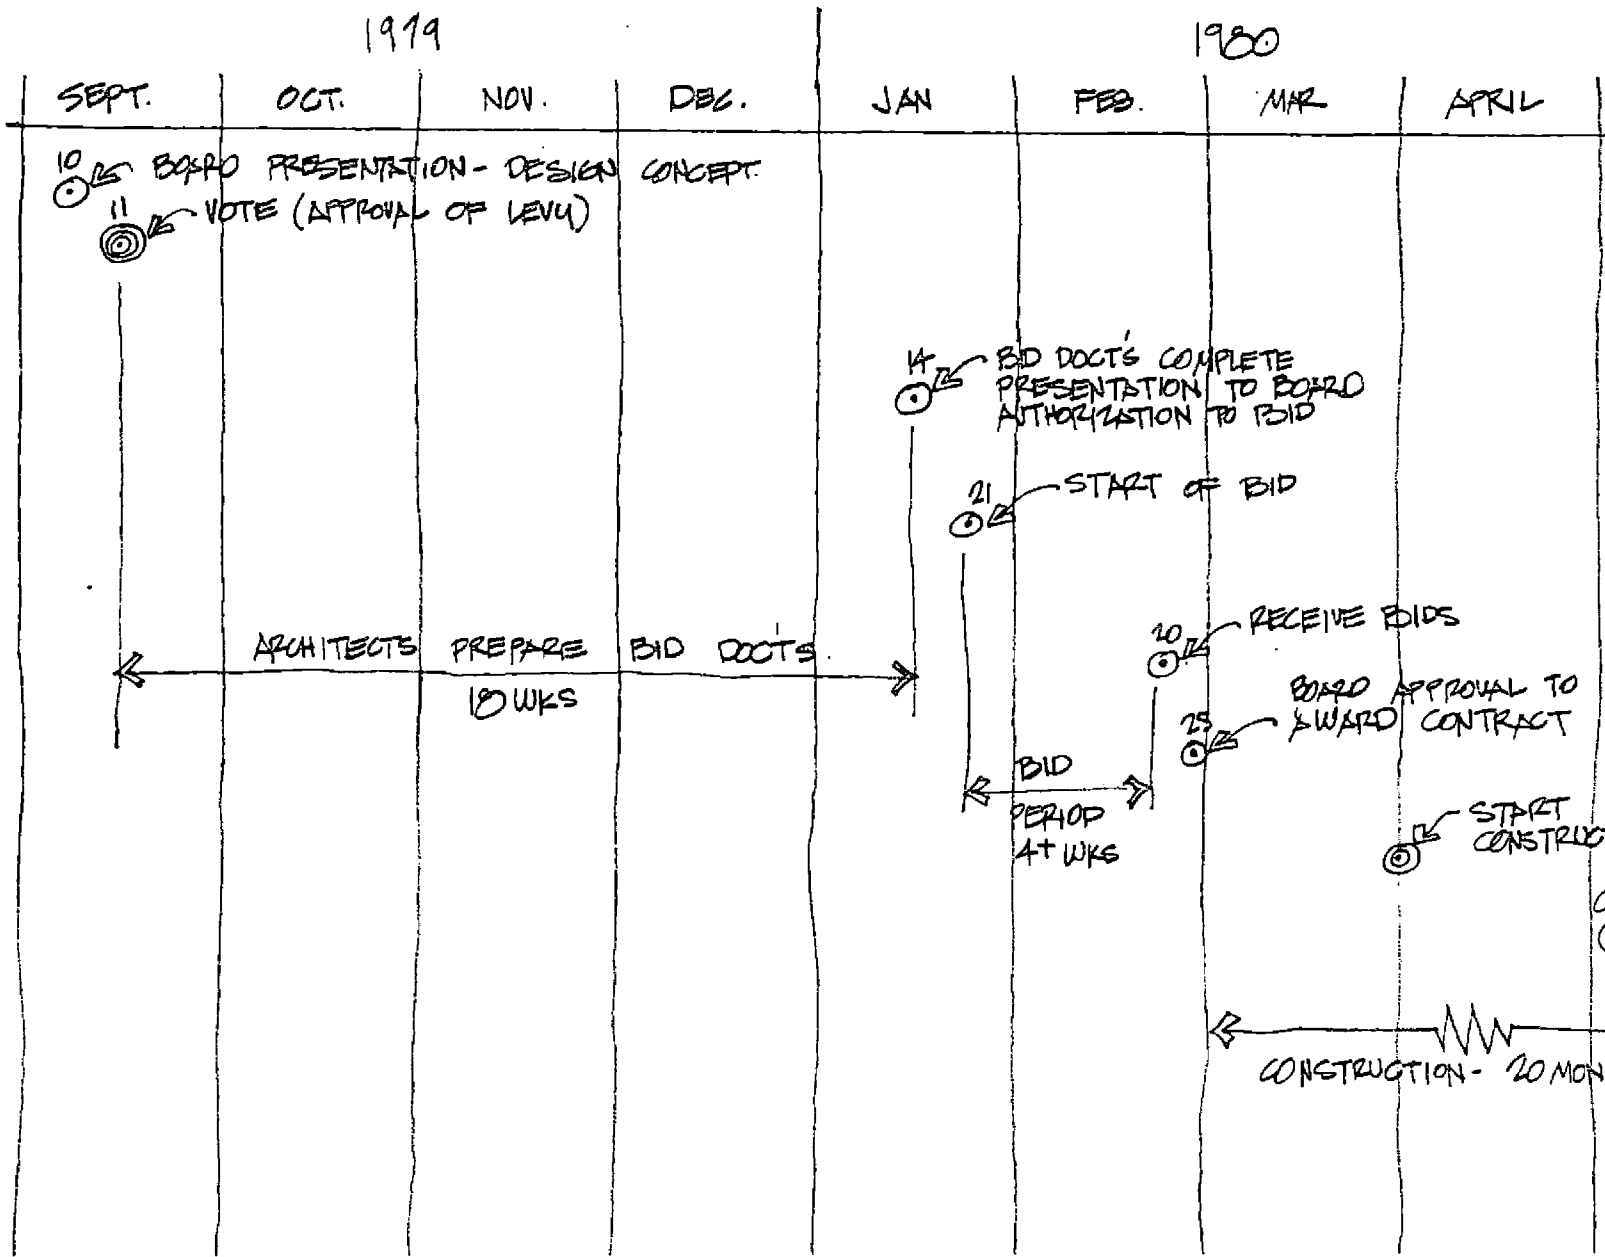 1979
1980
SEPT. OCT. NOV. DEC. JAN FEB. MAR APRIL
10 BOARD PRESENTATION - DESIGN CONCEPT.
11 VOTE (APPROVAL OF LEVY)
14 BID DOCT'S COMPLETE
PRESENTATION TO BOARD
AUTHORIZATION TO BID
21 START OF BID
ARCHITECTS PREPARE BID DOCT'S.
18 WKS
20 RECEIVE BIDS
25 BOARD APPROVAL TO
AWARD CONTRACT
BID
PERIOD
4+ WKS
START
CONSTRUC
CONSTRUCTION - 20 MON